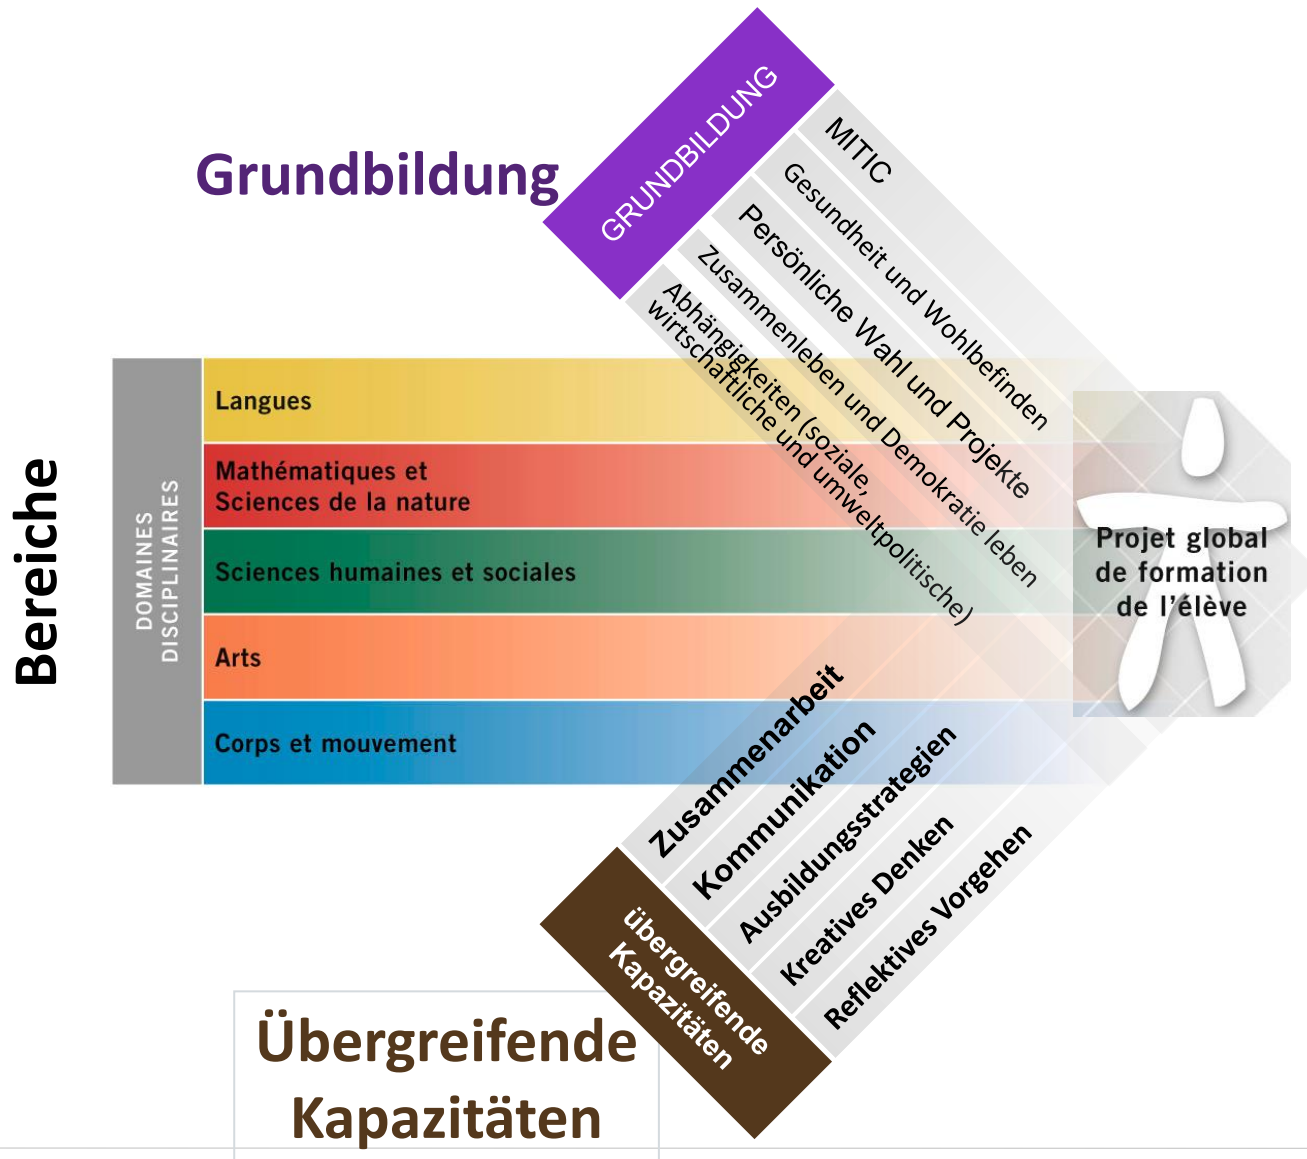 Grundbildung
GRUNDBILDUNG
MITIC
Gesundheit und Wohlbefinden
Persönliche Wahl und Projekte
Zusammenleben und Demokratie leben
Abhängigkeiten (soziale,
wirtschaftliche und umweltpolitische)
Bereiche
DOMAINES
DISCIPLINAIRES
Langues
Mathématiques et
Sciences de la nature
Sciences humaines et sociales
Arts
Corps et mouvement
Projet global
de formation
de l'élève
Zusammenarbeit
Kommunikation
Ausbildungsstrategien
Kreatives Denken
Reflektives Vorgehen
übergreifende
Kapazitäten
Übergreifende
Kapazitäten